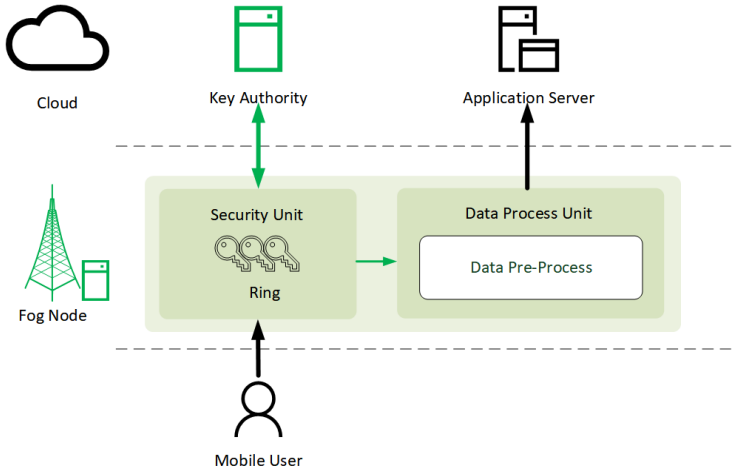 Cloud
Key Authority
Application Server
Security Unit
Ring
Data Process Unit
Data Pre-Process
Fog Node
Mobile User